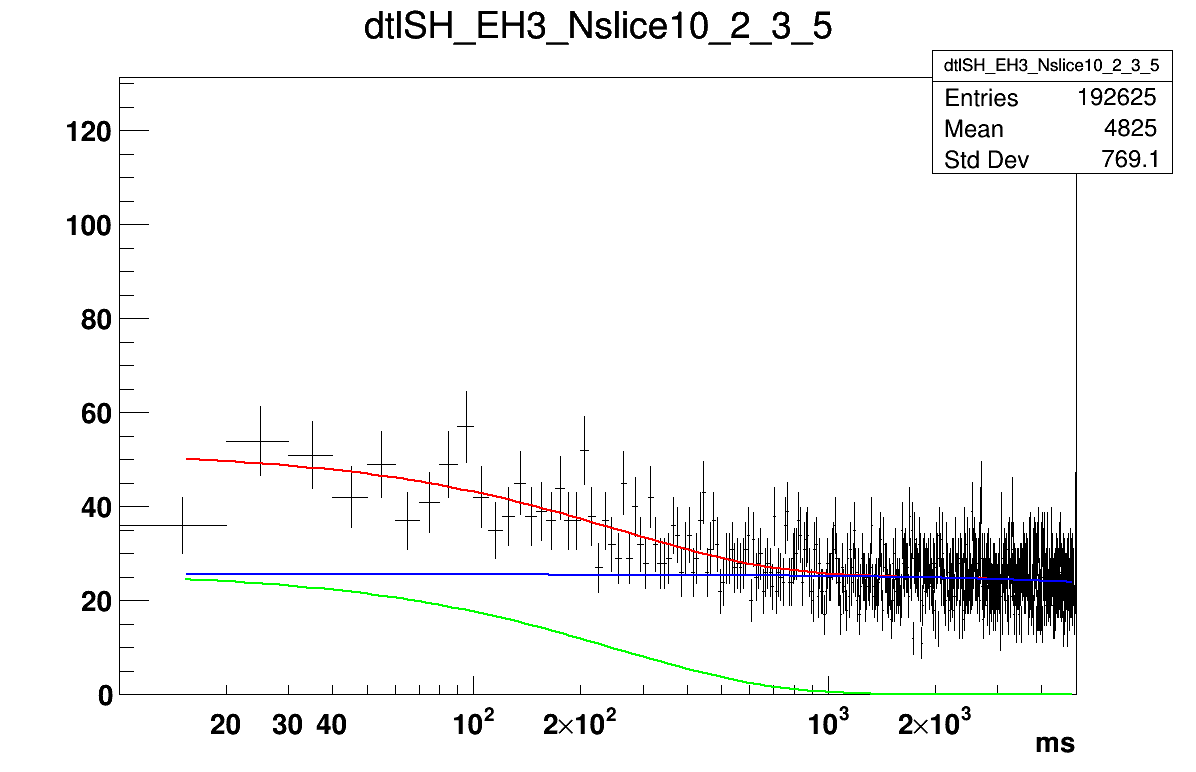 dtlSH_EH3_Nslice10_2_3_5
dtlSH_EH3_Nslice10_2_3_5
Entries 192625
Mean 4825
Std Dev 769.1
120
100
80
60
40
20
0
20 30 40 10² 2×10² 10³ 2×10³
ms